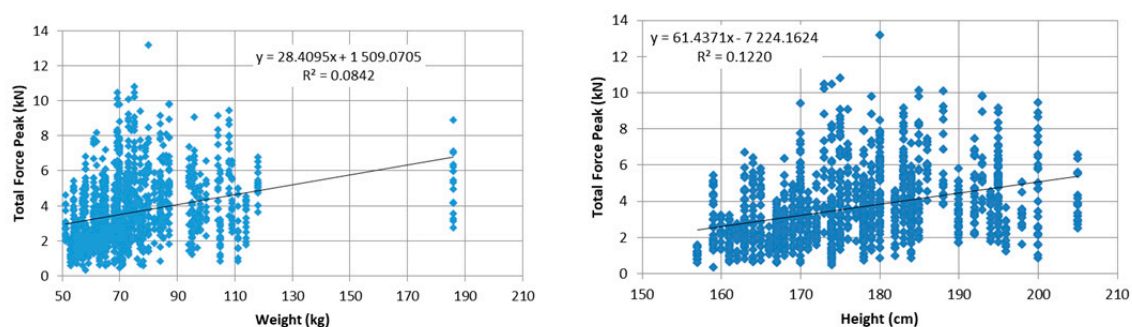 14
12
10
8
6
4
2
0
Total Force Peak (kN)
y = 28.4095x + 1 509.0705
R² = 0.0842
50 70 90 110 130 150 170 190 210
Weight (kg)
14
12
10
8
6
4
2
0
Total Force Peak (kN)
y = 61.4371x - 7 224.1624
R² = 0.1220
150 160 170 180 190 200 210
Height (cm)